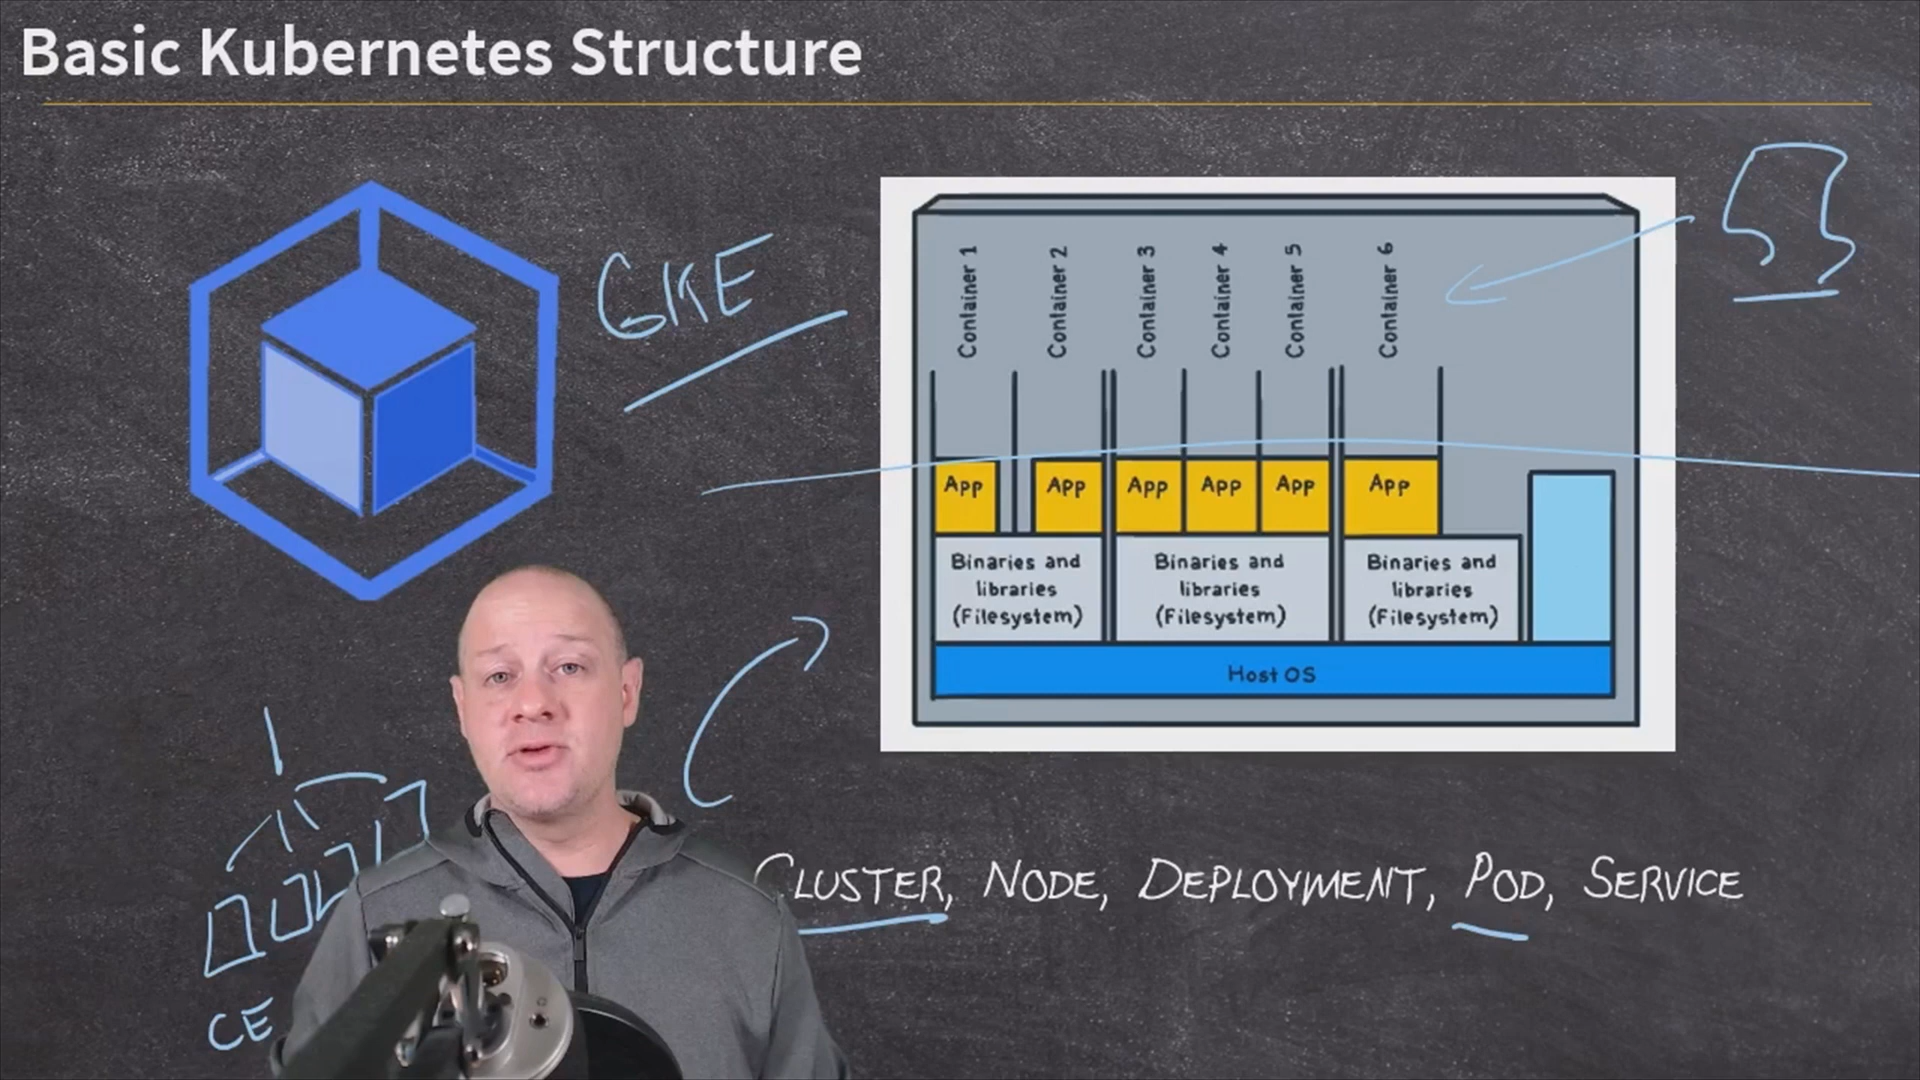 Basic Kubernetes Structure
GKE
Container 1
Container 2
Container 3
Container 4
Container 5
Container 6
App App App App App App
Binaries and
libraries
(Filesystem)
Binaries and
libraries
(Filesystem)
Binaries and
libraries
(Filesystem)
Host OS
CLUSTER, NODE, DEPLOYMENT, POD, SERVICE
CE